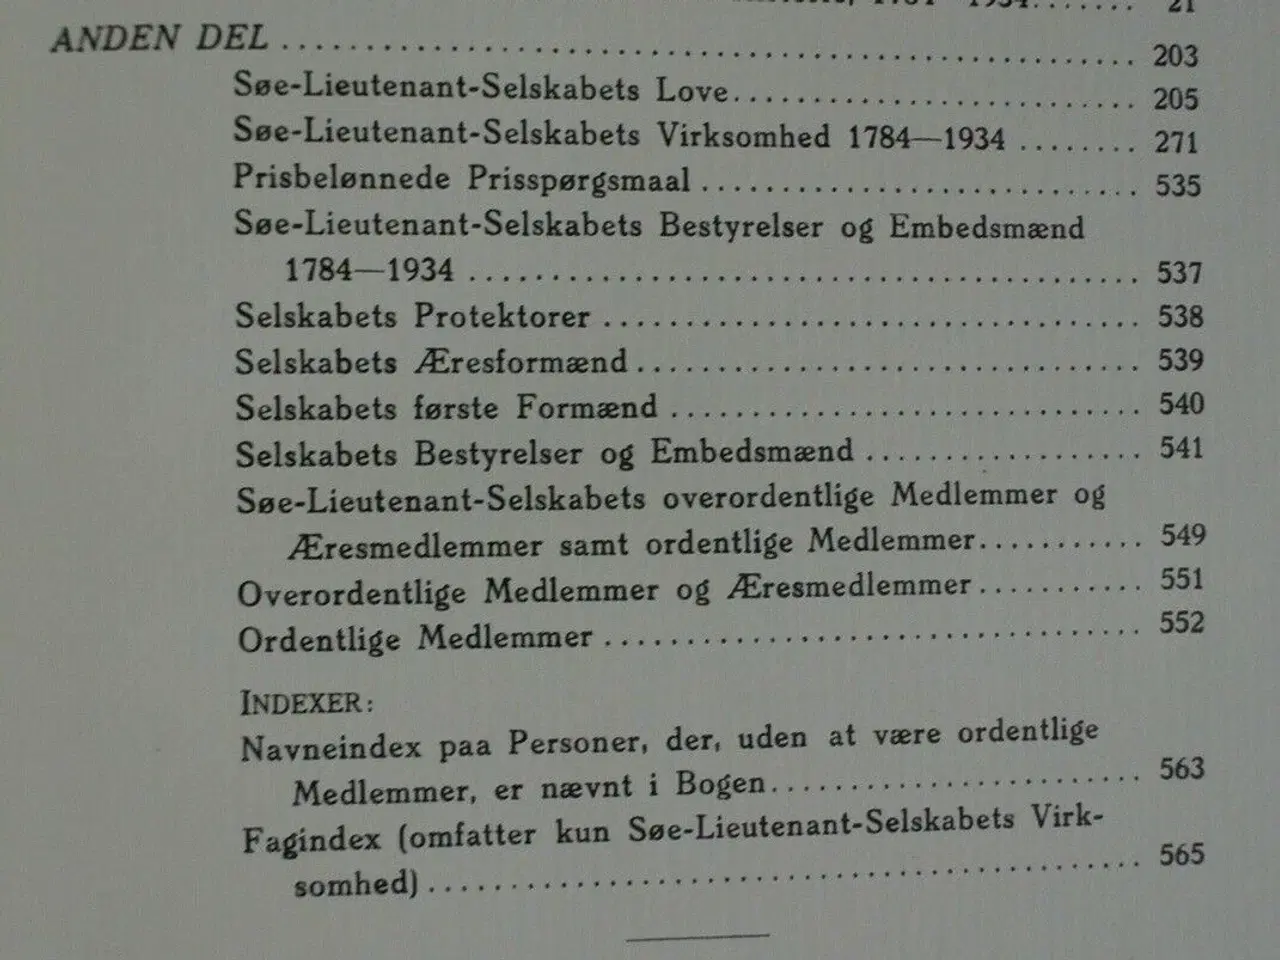 21
ANDEN DEL ........ 203
Søe-Lieutenant-Selskabets Love........ 205
Søe-Lieutenant-Selskabets Virksomhed 1784—1934 ........ 271
Prisbelønnede Prisspørgsmaal ........ 535
Søe-Lieutenant-Selskabets Bestyrelser og Embedsmænd
1784—1934 ........ 537
Selskabets Protektorer ........ 538
Selskabets Æresformænd ........ 539
Selskabets første Formænd ........ 540
Selskabets Bestyrelser og Embedsmænd ........ 541
Søe-Lieutenant-Selskabets overordentlige Medlemmer og
Æresmedlemmer samt ordentlige Medlemmer........ 549
Overordentlige Medlemmer og Æresmedlemmer........ 551
Ordentlige Medlemmer ........ 552
INDEXER:
Navneindex paa Personer, der, uden at være ordentlige
Medlemmer, er nævnt i Bogen........ 563
Fagindex (omfatter kun Søe-Lieutenant-Selskabets Virk-
somhed) ........ 565